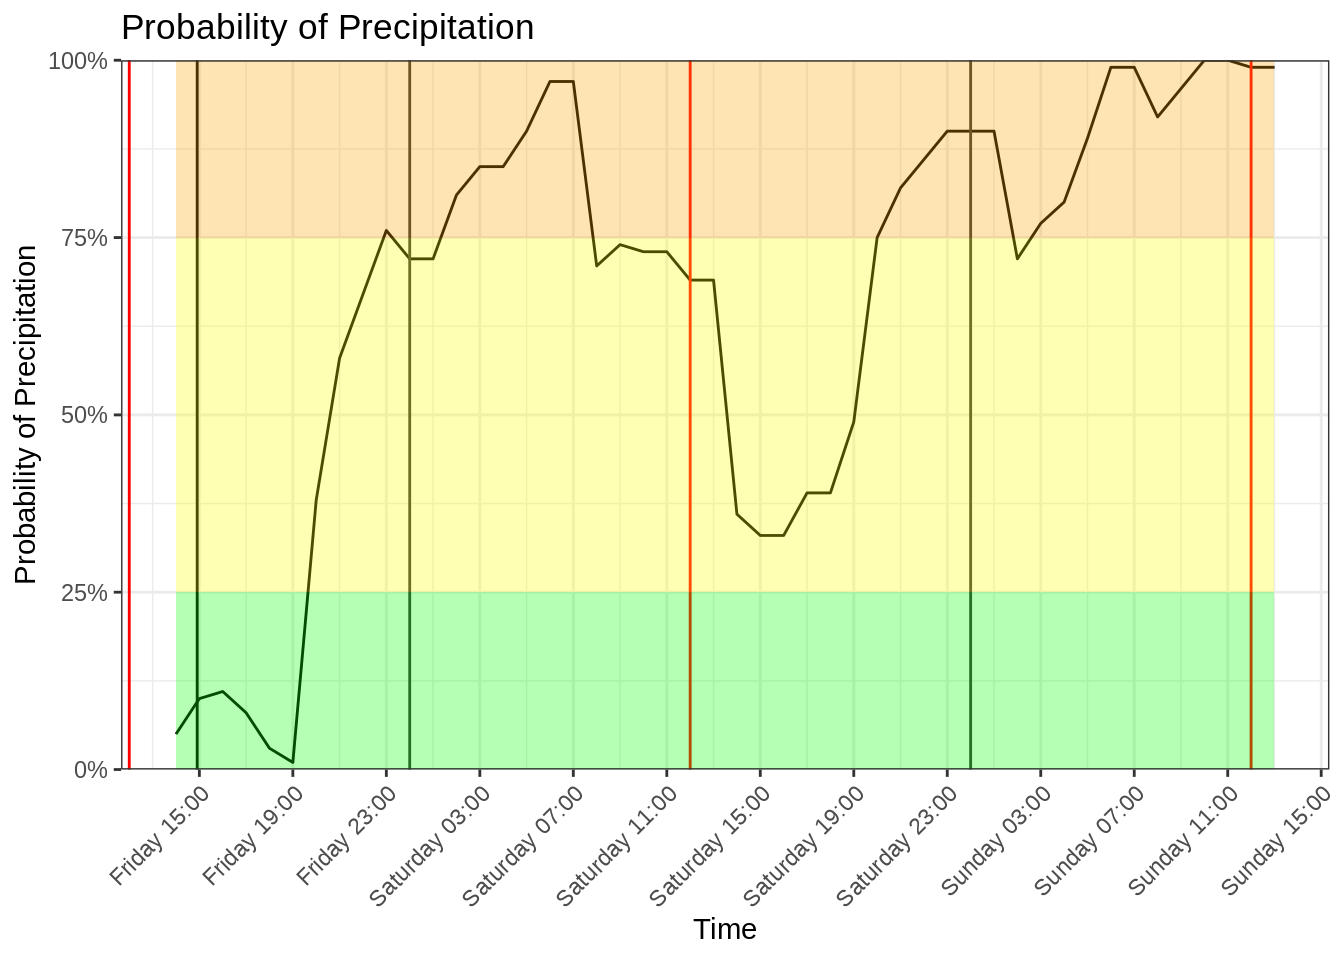 Probability of Precipitation
Probability of Precipitation
100%
75%
50%
25%
0%
Friday 15:00
Friday 19:00
Friday 23:00
Saturday 03:00
Saturday 07:00
Saturday 11:00
Saturday 15:00
Saturday 19:00
Saturday 23:00
Sunday 03:00
Sunday 07:00
Sunday 11:00
Sunday 15:00
Time